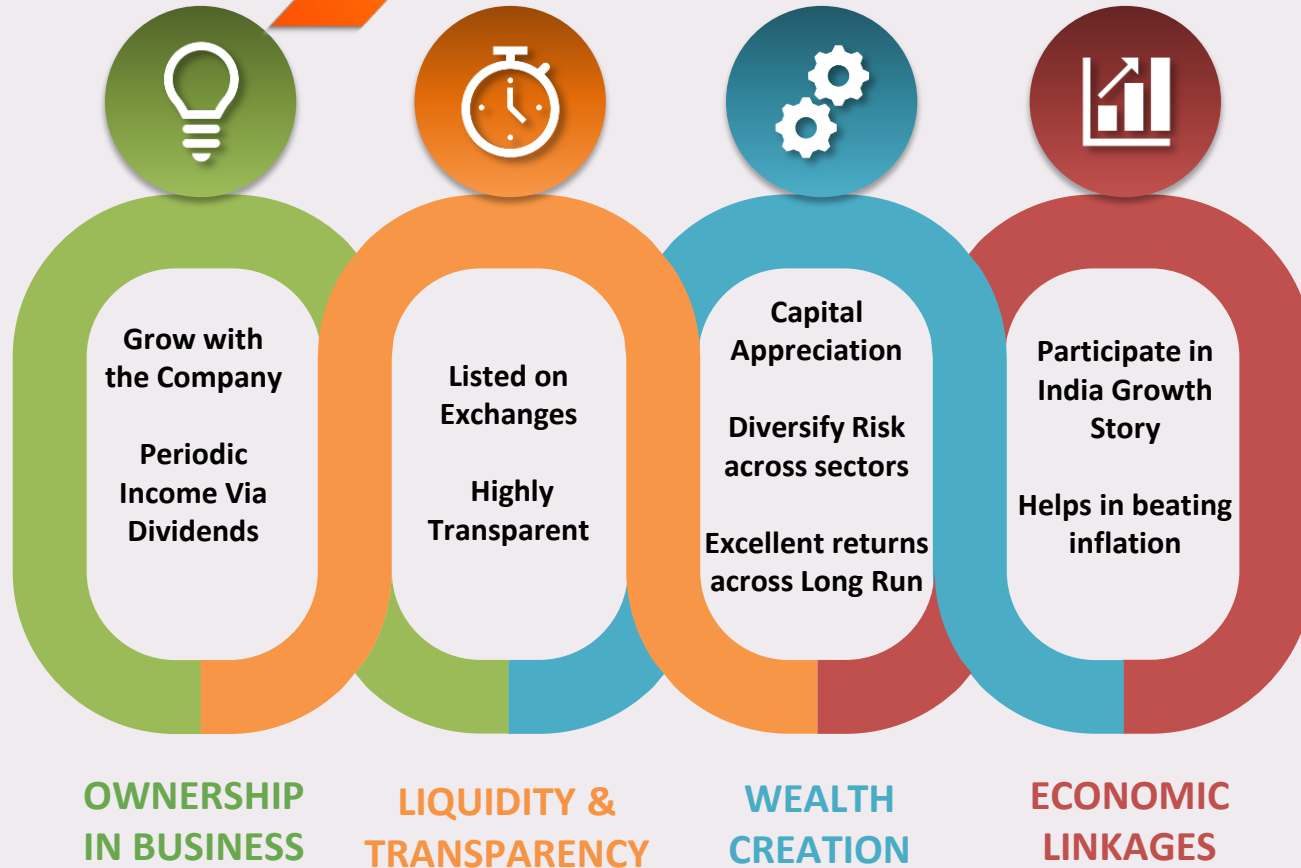 Grow with
the Company
Periodic
Income Via
Dividends
OWNERSHIP
IN BUSINESS
Listed on
Exchanges
Highly
Transparent
LIQUIDITY &
TRANSPARENCY
Capital
Appreciation
Diversify Risk
across sectors
Excellent returns
across Long Run
WEALTH
CREATION
Participate in
India Growth
Story
Helps in beating
inflation
ECONOMIC
LINKAGES